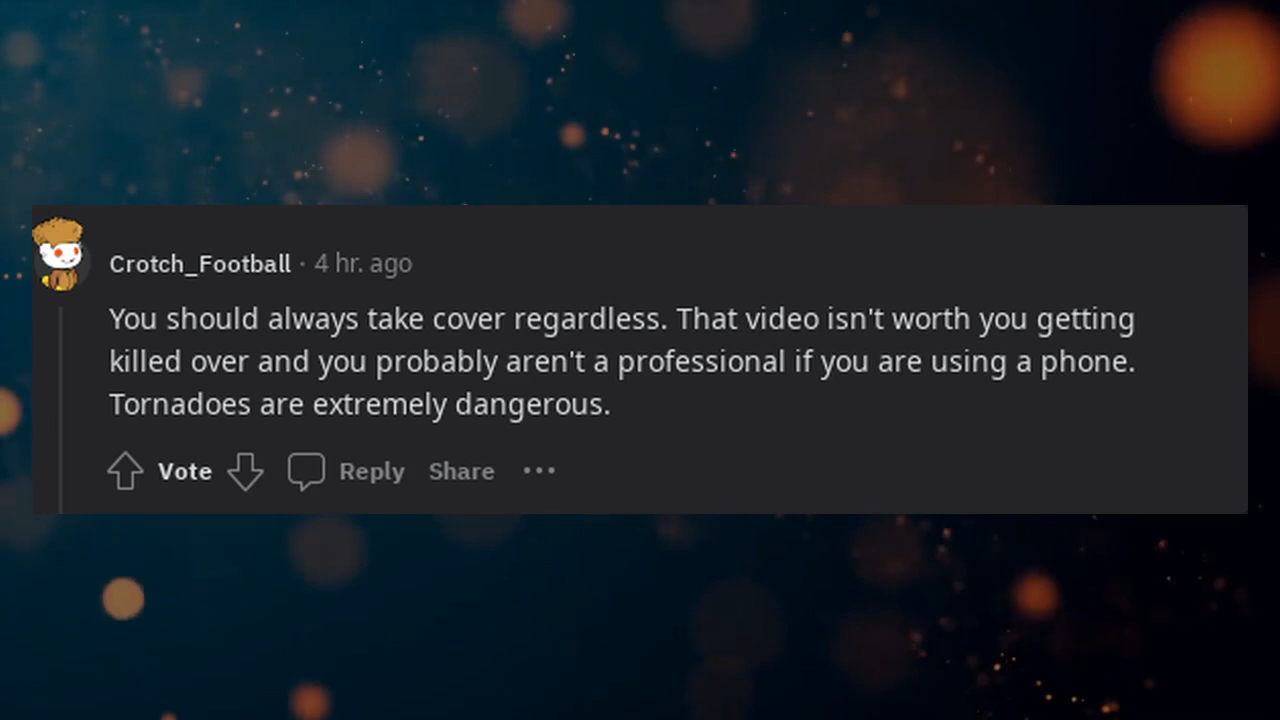 Crotch_Football · 4 hr. ago
You should always take cover regardless. That video isn't worth you getting
killed over and you probably aren't a professional if you are using a phone.
Tornadoes are extremely dangerous.
Vote Reply Share